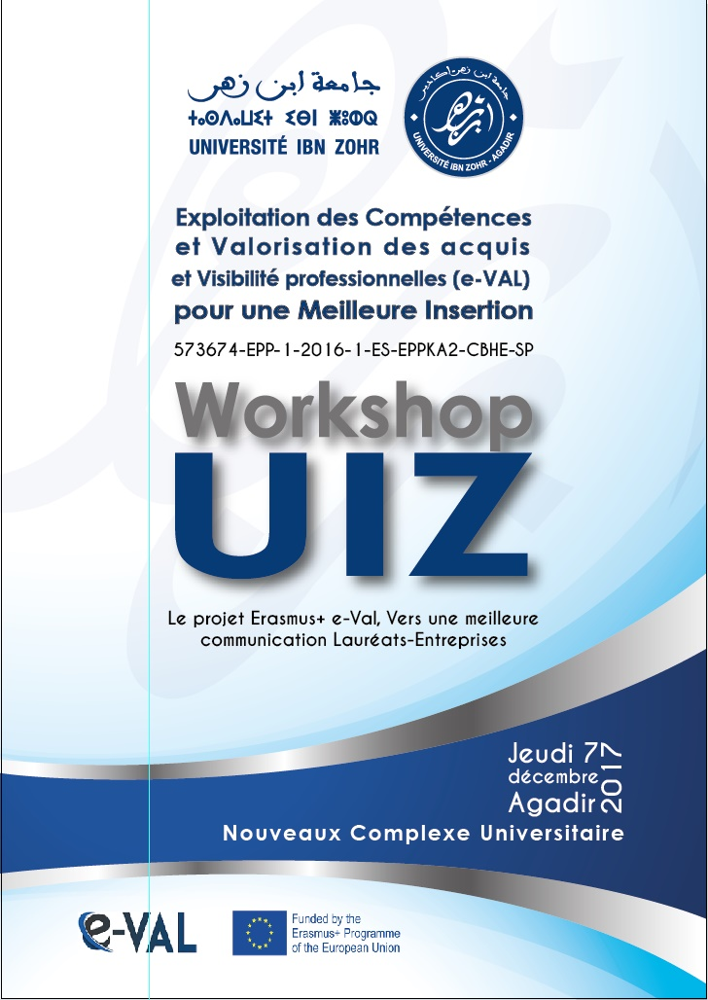 جامعة ابن زهر
ⵜⴰⵙⴷⴰⵡⵉⵜ ⵉⴱⵏ ⵣⵓⵀⵕ
UNIVERSITÉ IBN ZOHR
جامعة ابن زهر-أكادير
UNIVERSITÉ IBN ZOHR - AGADIR
Exploitation des Compétences
et Valorisation des acquis
et Visibilité professionnelles (e-VAL)
pour une Meilleure Insertion
573674-EPP-1-2016-1-ES-EPPKA2-CBHE-SP
Workshop
UIZ
Le projet Erasmus+ e-Val, Vers une meilleure
communication Lauréats-Entreprises
Jeudi 7
décembre
Agadir
2017
Nouveaux Complexe Universitaire
e-VAL
Funded by the
Erasmus+ Programme
of the European Union